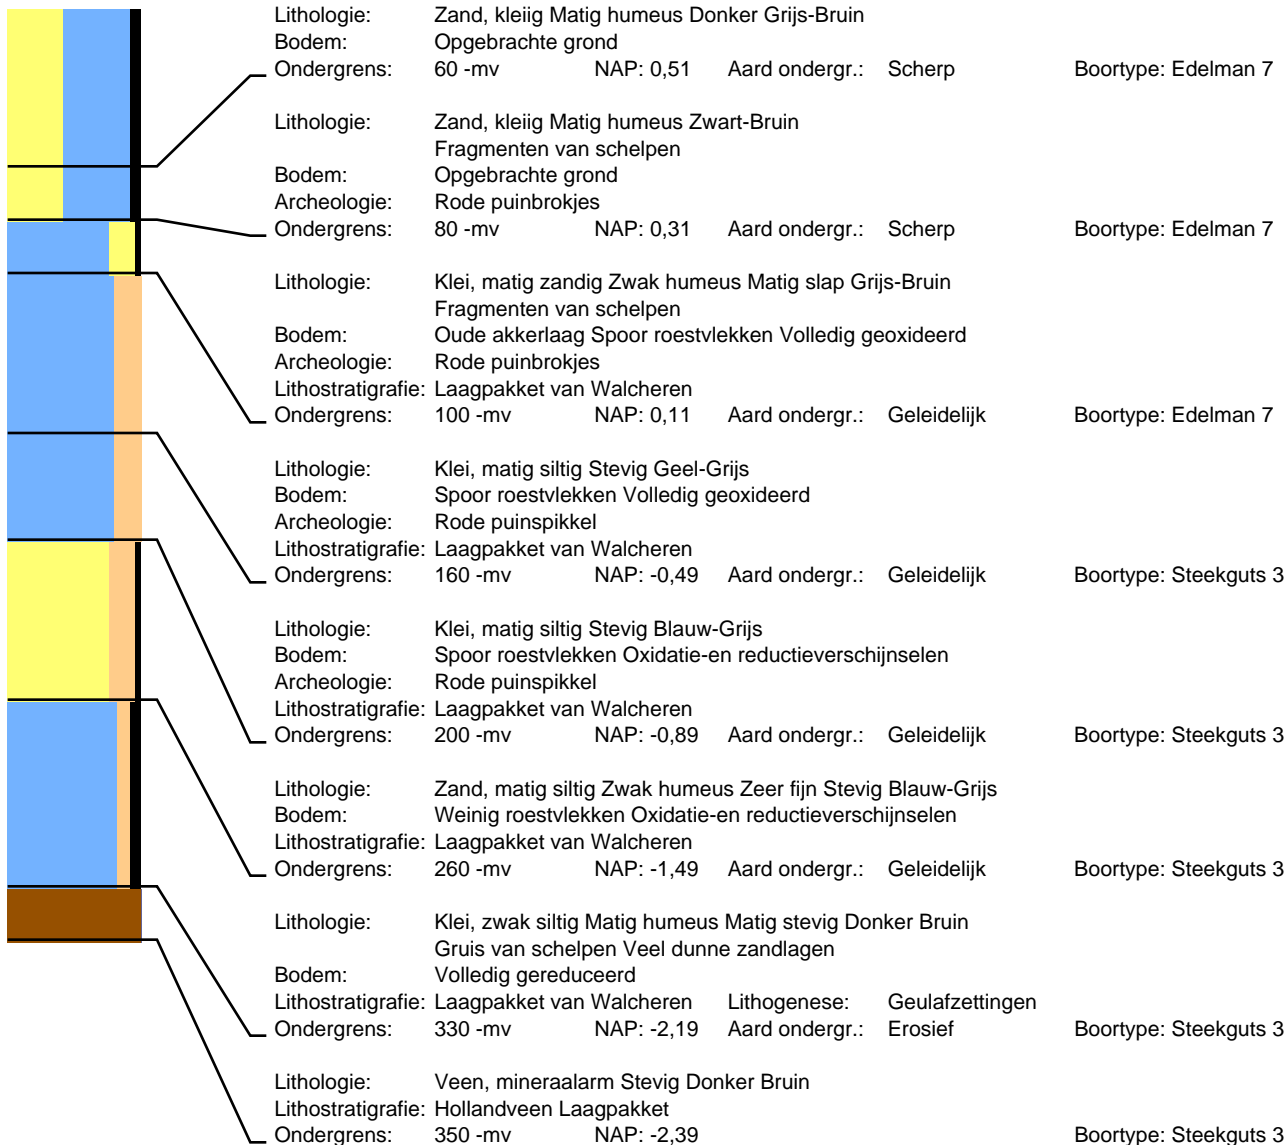 Lithologie: Zand, kleiig Matig humeus Donker Grijs-Bruin
Bodem: Opgebrachte grond
Ondergrens: 60 -mv NAP: 0,51 Aard ondergr.: Scherp Boortype: Edelman 7
Lithologie: Zand, kleiig Matig humeus Zwart-Bruin
Fragmenten van schelpen
Bodem: Opgebrachte grond
Archeologie: Rode puinbrokjes
Ondergrens: 80 -mv NAP: 0,31 Aard ondergr.: Scherp Boortype: Edelman 7
Lithologie: Klei, matig zandig Zwak humeus Matig slap Grijs-Bruin
Fragmenten van schelpen
Bodem: Oude akkerlaag Spoor roestvlekken Volledig geoxideerd
Archeologie: Rode puinbrokjes
Lithostratigrafie: Laagpakket van Walcheren
Ondergrens: 100 -mv NAP: 0,11 Aard ondergr.: Geleidelijk Boortype: Edelman 7
Lithologie: Klei, matig siltig Stevig Geel-Grijs
Bodem: Spoor roestvlekken Volledig geoxideerd
Archeologie: Rode puinspikkel
Lithostratigrafie: Laagpakket van Walcheren
Ondergrens: 160 -mv NAP: -0,49 Aard ondergr.: Geleidelijk Boortype: Steekguts 3
Lithologie: Klei, matig siltig Stevig Blauw-Grijs
Bodem: Spoor roestvlekken Oxidatie-en reductieverschijnselen
Archeologie: Rode puinspikkel
Lithostratigrafie: Laagpakket van Walcheren
Ondergrens: 200 -mv NAP: -0,89 Aard ondergr.: Geleidelijk Boortype: Steekguts 3
Lithologie: Zand, matig siltig Zwak humeus Zeer fijn Stevig Blauw-Grijs
Bodem: Weinig roestvlekken Oxidatie-en reductieverschijnselen
Lithostratigrafie: Laagpakket van Walcheren
Ondergrens: 260 -mv NAP: -1,49 Aard ondergr.: Geleidelijk Boortype: Steekguts 3
Lithologie: Klei, zwak siltig Matig humeus Matig stevig Donker Bruin
Gruis van schelpen Veel dunne zandlagen
Bodem: Volledig gereduceerd
Lithostratigrafie: Laagpakket van Walcheren Lithogenese: Geulafzettingen
Ondergrens: 330 -mv NAP: -2,19 Aard ondergr.: Erosief Boortype: Steekguts 3
Lithologie: Veen, mineraalarm Stevig Donker Bruin
Lithostratigrafie: Hollandveen Laagpakket
Ondergrens: 350 -mv NAP: -2,39 Boortype: Steekguts 3